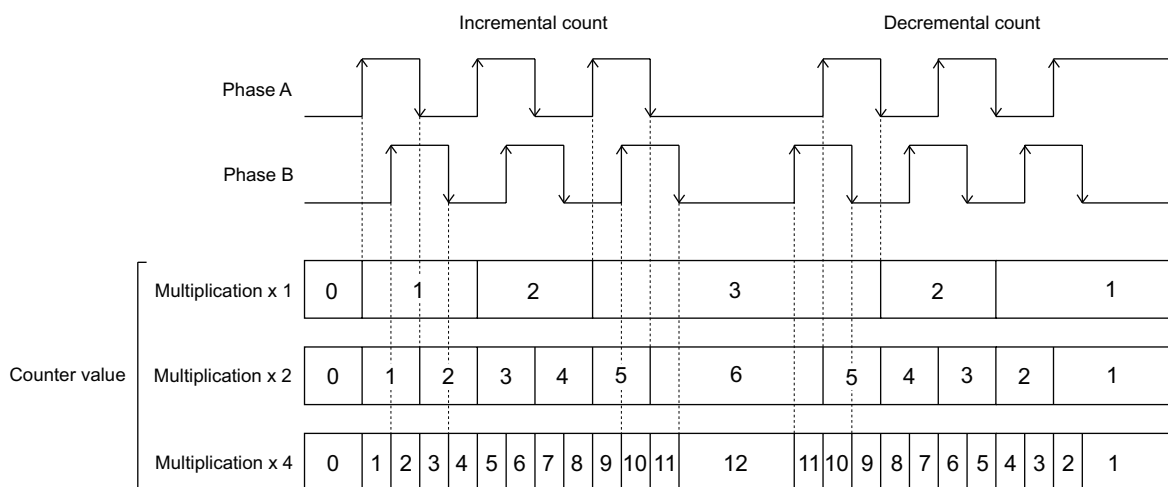 Incremental count Decremental count
Phase A
Phase B
Multiplication x 1 0 1 2 3 2 1
Counter value Multiplication x 2 0 1 2 3 4 5 6 5 4 3 2 1
Multiplication x 4 0 1 2 3 4 5 6 7 8 9 10 11 12 11 10 9 8 7 6 5 4 3 2 1